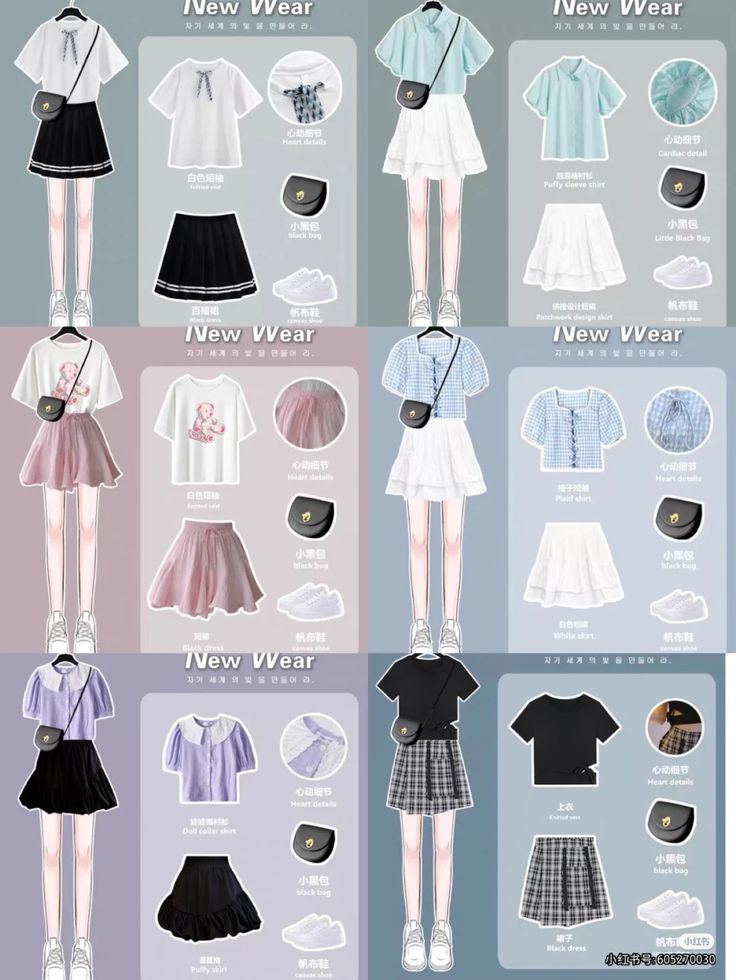 New Wear
자기 세계의 빛을 만들어 라.
心动细节
Heart details
白色短袖
Knitted vest
小黑包
black bag
百褶裙
Black dress
帆布鞋
canvas shoe
New Wear
자기 세계의 빛을 만들어 라.
心动细节
Cardiac detail
泡泡袖衬衫
Puffy sleeve shirt
小黑包
Little Black Bag
拼接设计短裙
Patchwork design skirt
帆布鞋
canvas shoe
New Wear
자기 세계의 빛을 만들어 라.
心动细节
Heart details
白色短袖
Knitted vest
小黑包
black bag
短裙
Black dress
帆布鞋
canvas shoe
New Wear
자기 세계의 빛을 만들어 라.
心动细节
Heart details
格子短袖
Plaid shirt
小黑包
black bag
白色短裙
White skirt
帆布鞋
canvas shoe
New Wear
자기 세계의 빛을 만들어 라.
心动细节
Heart details
娃娃领衬衫
Doll collar shirt
小黑包
black bag
Puffy skirt
帆布鞋
canvas shoe
자기 세계의 빛을 만들어 라.
心动细节
Heart details
上衣
Knitted vest
小黑包
black bag
裙子
Black dress
帆布鞋
小红书
小红书号: 605270030